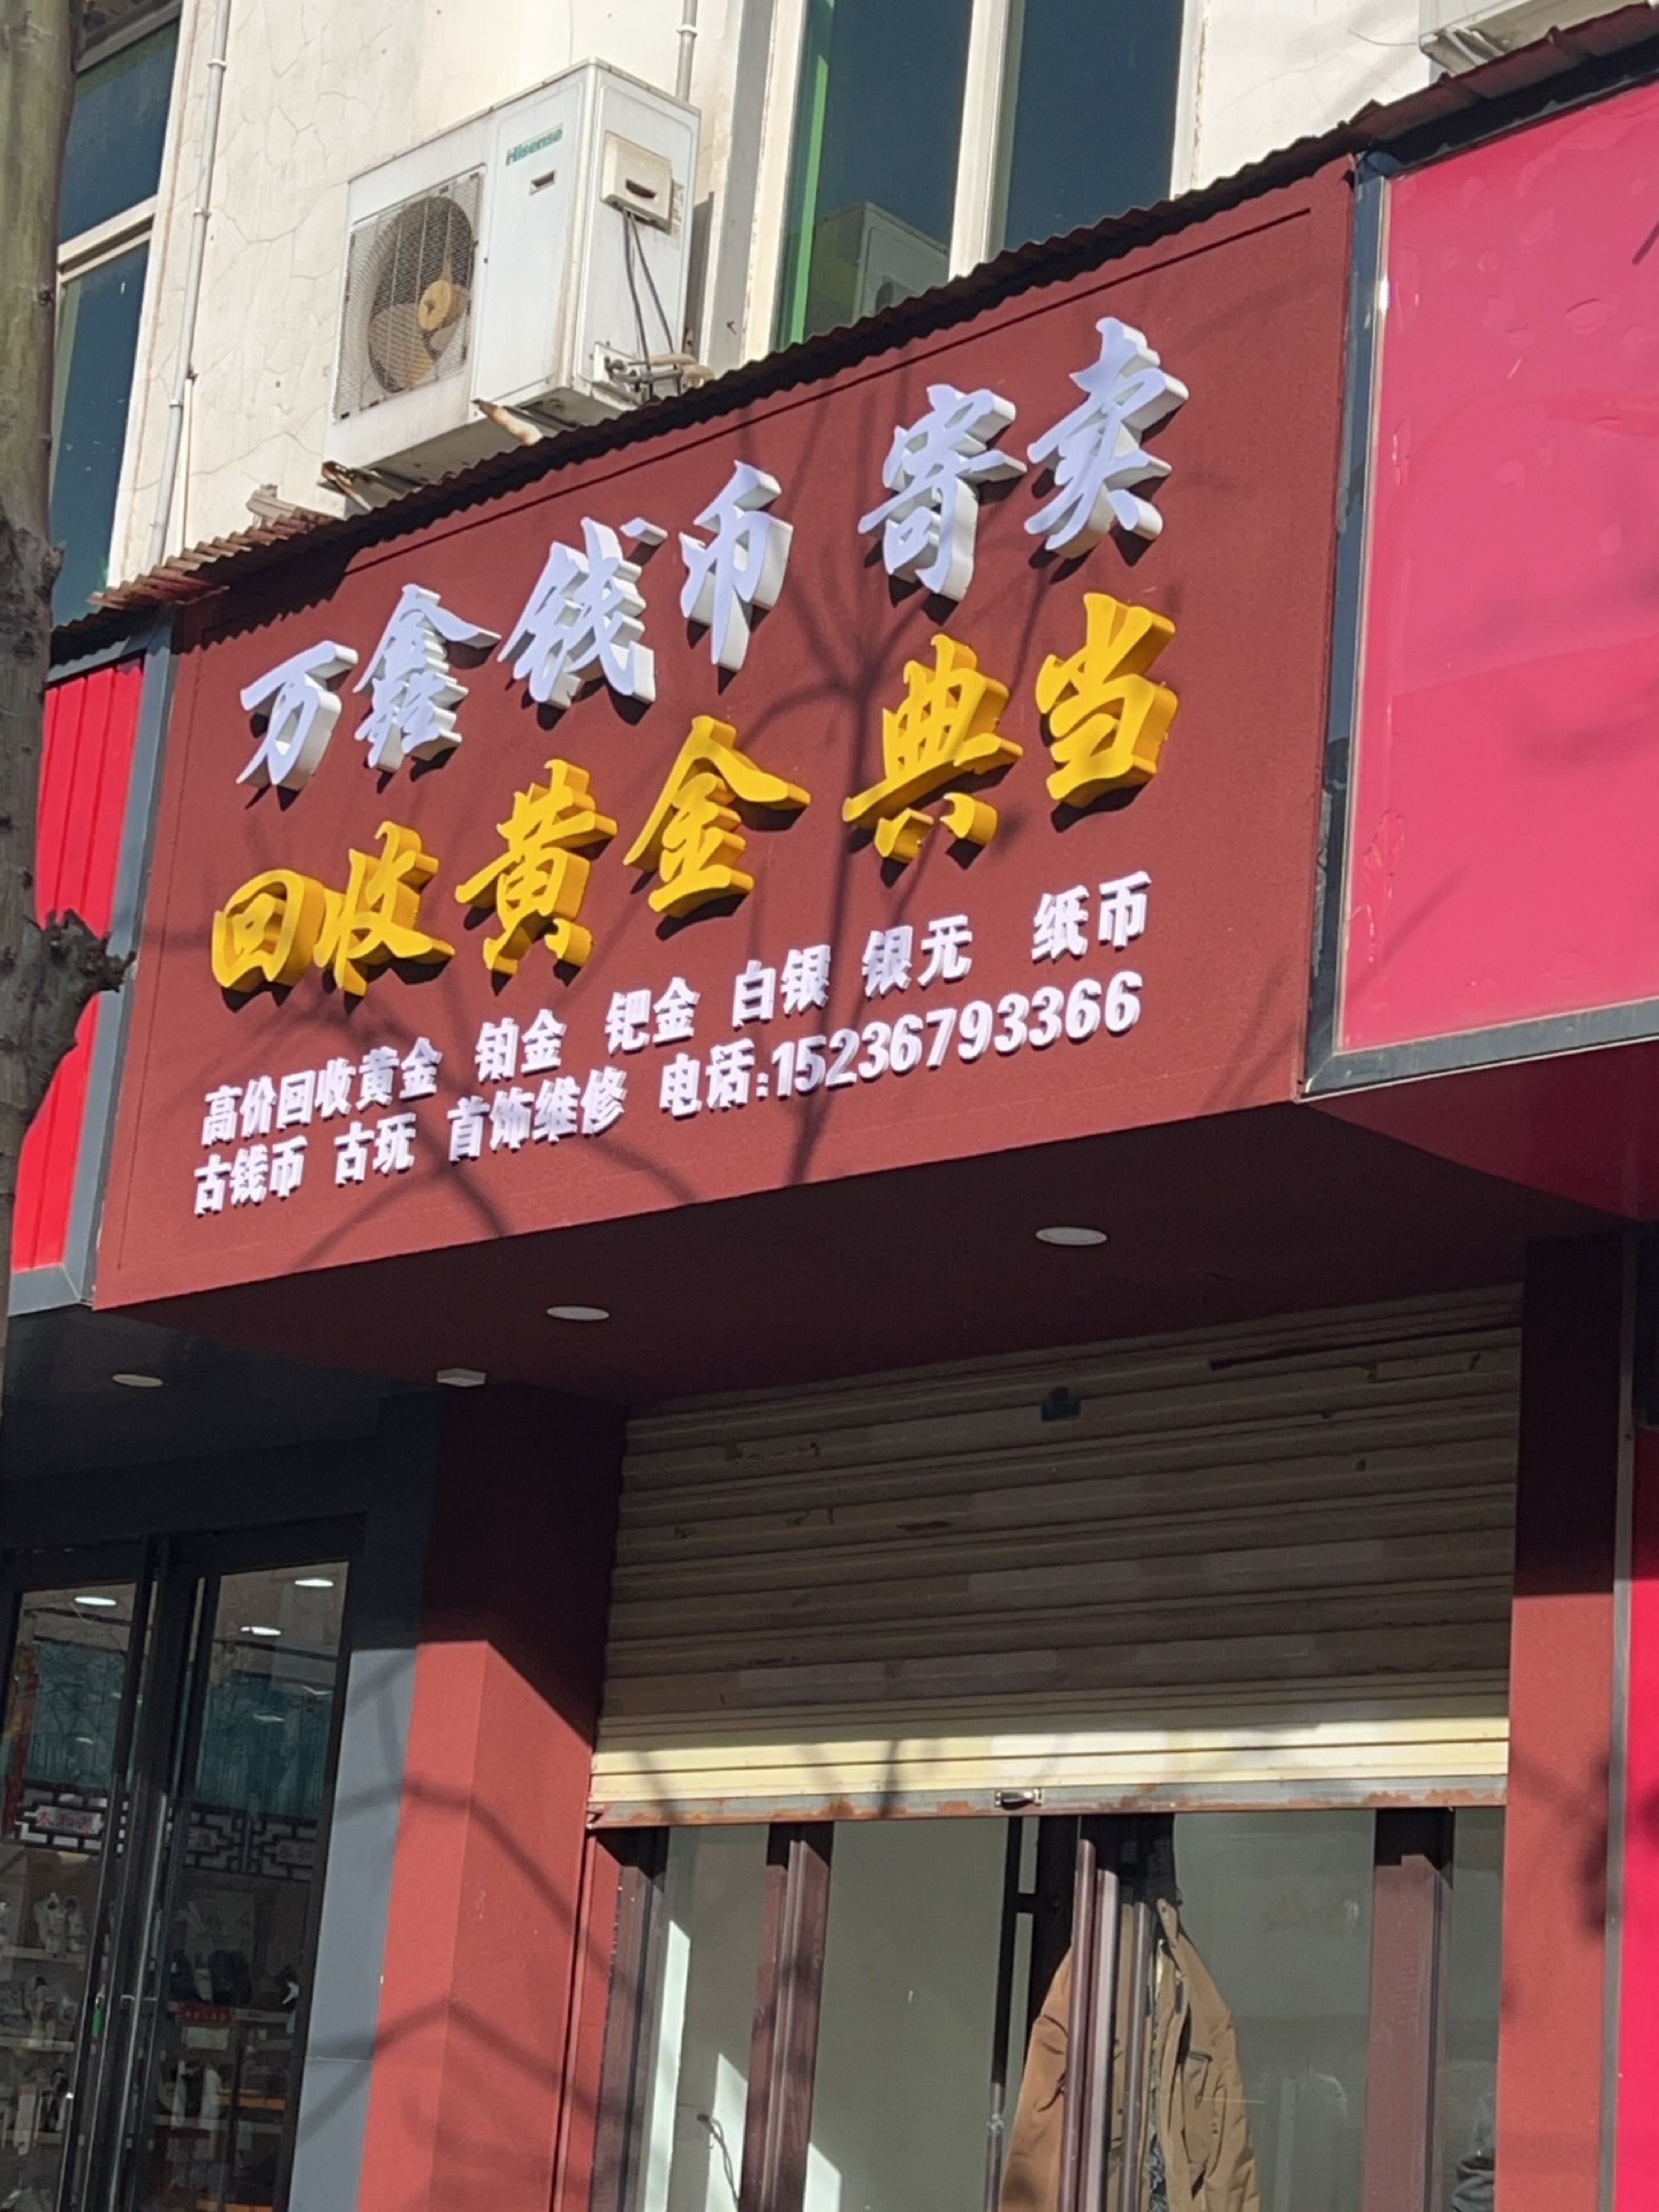 Hisense
万鑫钱币 寄卖
回收黄金 典当
高价回收黄金 铂金 钯金 白银 银元 纸币
古钱币 古玩 首饰维修 电话:15236793366